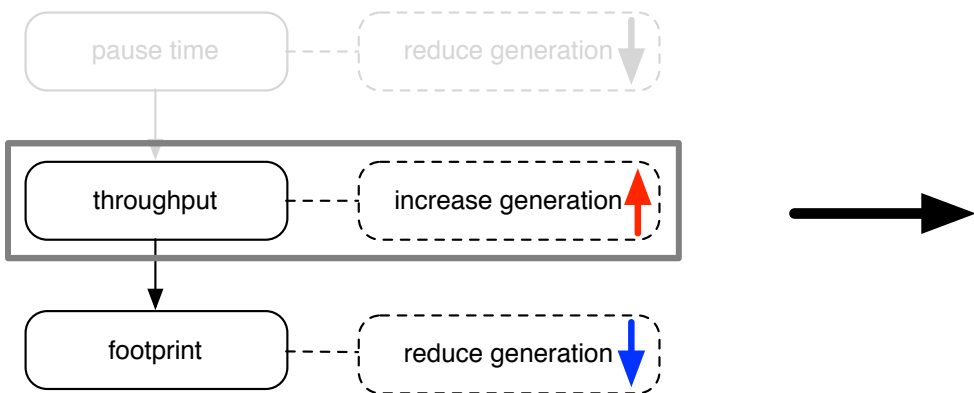 pause time
reduce generation
throughput
increase generation
footprint
reduce generation